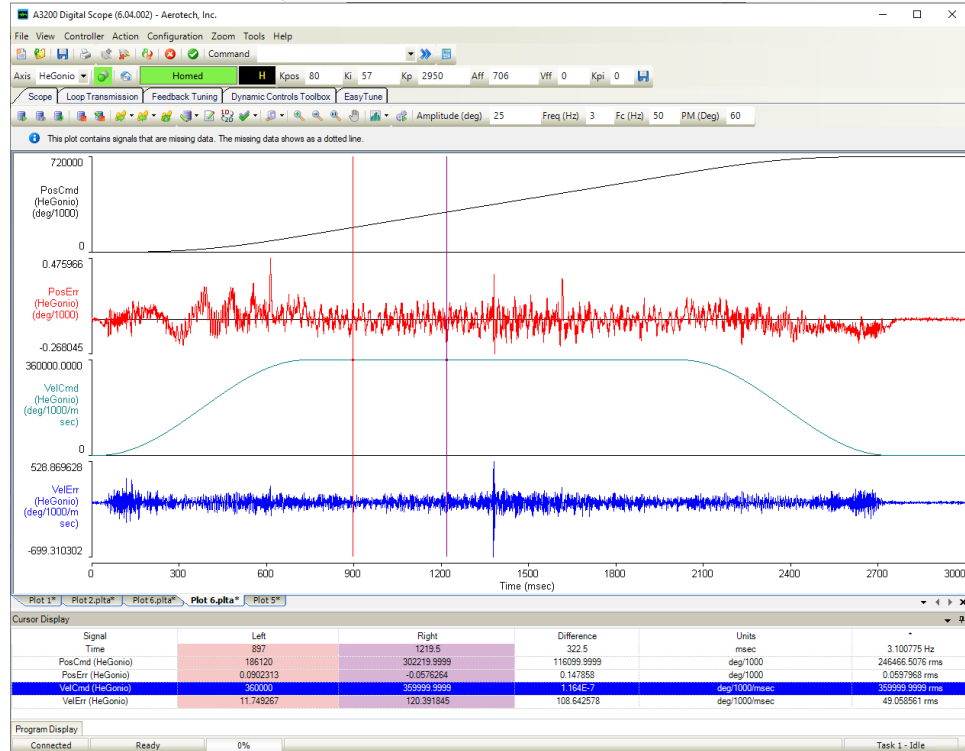 A3200 Digital Scope (6.04.002) - Aerotech, Inc.
File View Controller Action Configuration Zoom Tools Help
Command
Axis HeGonio Homed H Kpos 80 Ki 57 Kp 2950 Aff 706 Vff 0 Kpi 0
Scope Loop Transmission Feedback Tuning Dynamic Controls Toolbox EasyTune
1D 2D Amplitude (deg) 25 Freq (Hz) 3 Fc (Hz) 50 PM (Deg) 60
This plot contains signals that are missing data. The missing data shows as a dotted line.
720000
PosCmd
(HeGonio)
(deg/1000)
0
0.475966
PosErr
(HeGonio)
(deg/1000)
-0.268045
360000.0000
VelCmd
(HeGonio)
(deg/1000/m
sec)
0
528.869628
VelErr
(HeGonio)
(deg/1000/m
sec)
-699.310302
0 300 600 900 1200 1500 1800 2100 2400 2700 3000
Time (msec)
Plot 1* Plot 2.plta* Plot 6.plta* Plot 6.plta* Plot 5*
Cursor Display
Signal Left Right Difference Units
Time 897 1219.5 322.5 msec 3.100775 Hz
PosCmd (HeGonio) 186120 302219.9999 116099.9999 deg/1000 246466.5076 rms
PosErr (HeGonio) 0.0902313 -0.0576264 0.147858 deg/1000 0.0597968 rms
VelCmd (HeGonio) 360000 359999.9999 1.164E-7 deg/1000/msec 359999.9999 rms
VelErr (HeGonio) 11.749267 120.391845 108.642578 deg/1000/msec 49.058561 rms
Program Display
Connected Ready 0% Task 1 - Idle